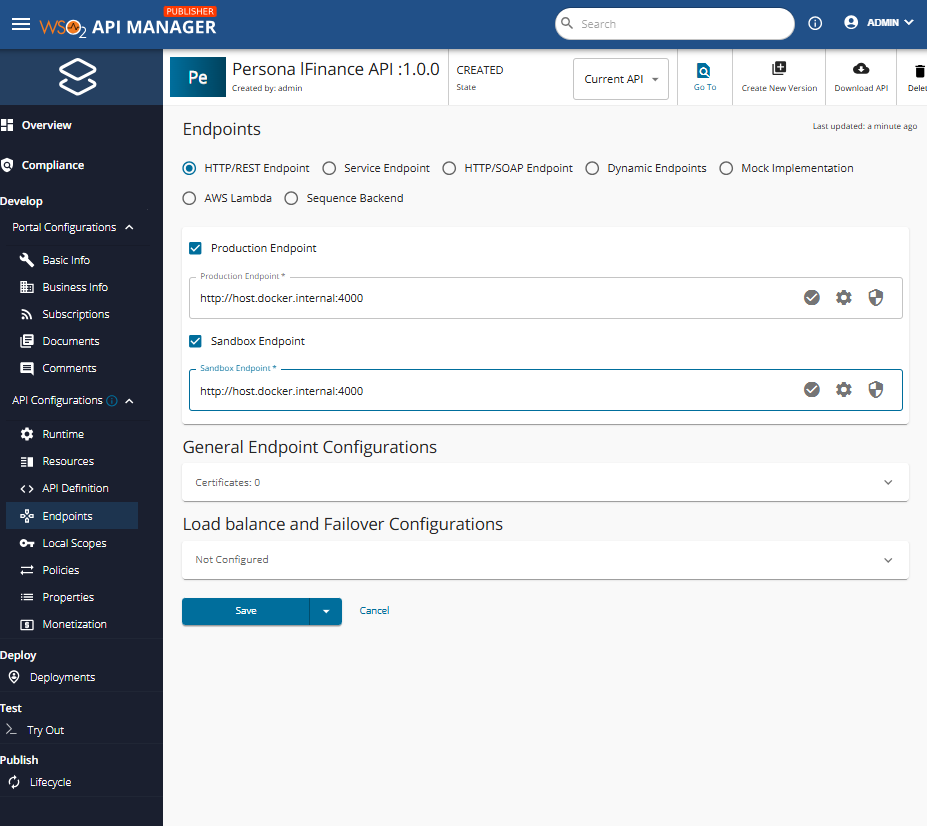 WSO2 API MANAGER
PUBLISHER
Search
ADMIN
Pe
Persona lFinance API :1.0.0
Created by: admin
CREATED
State
Current API
Go To
Create New Version
Download API
Delet
Overview
Compliance
Develop
Portal Configurations
Basic Info
Business Info
Subscriptions
Documents
Comments
API Configurations
Runtime
Resources
API Definition
Endpoints
Local Scopes
Policies
Properties
Monetization
Deploy
Deployments
Test
Try Out
Publish
Lifecycle
Endpoints
Last updated: a minute ago
HTTP/REST Endpoint
Service Endpoint
HTTP/SOAP Endpoint
Dynamic Endpoints
Mock Implementation
AWS Lambda
Sequence Backend
Production Endpoint
Production Endpoint *
http://host.docker.internal:4000
Sandbox Endpoint
Sandbox Endpoint *
http://host.docker.internal:4000
General Endpoint Configurations
Certificates: 0
Load balance and Failover Configurations
Not Configured
Save
Cancel